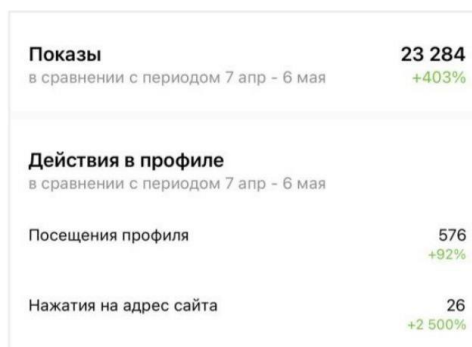 Показы 23 284
в сравнении с периодом 7 апр - 6 мая +403%
Действия в профиле
в сравнении с периодом 7 апр - 6 мая
Посещения профиля 576
+92%
Нажатия на адрес сайта 26
+2 500%